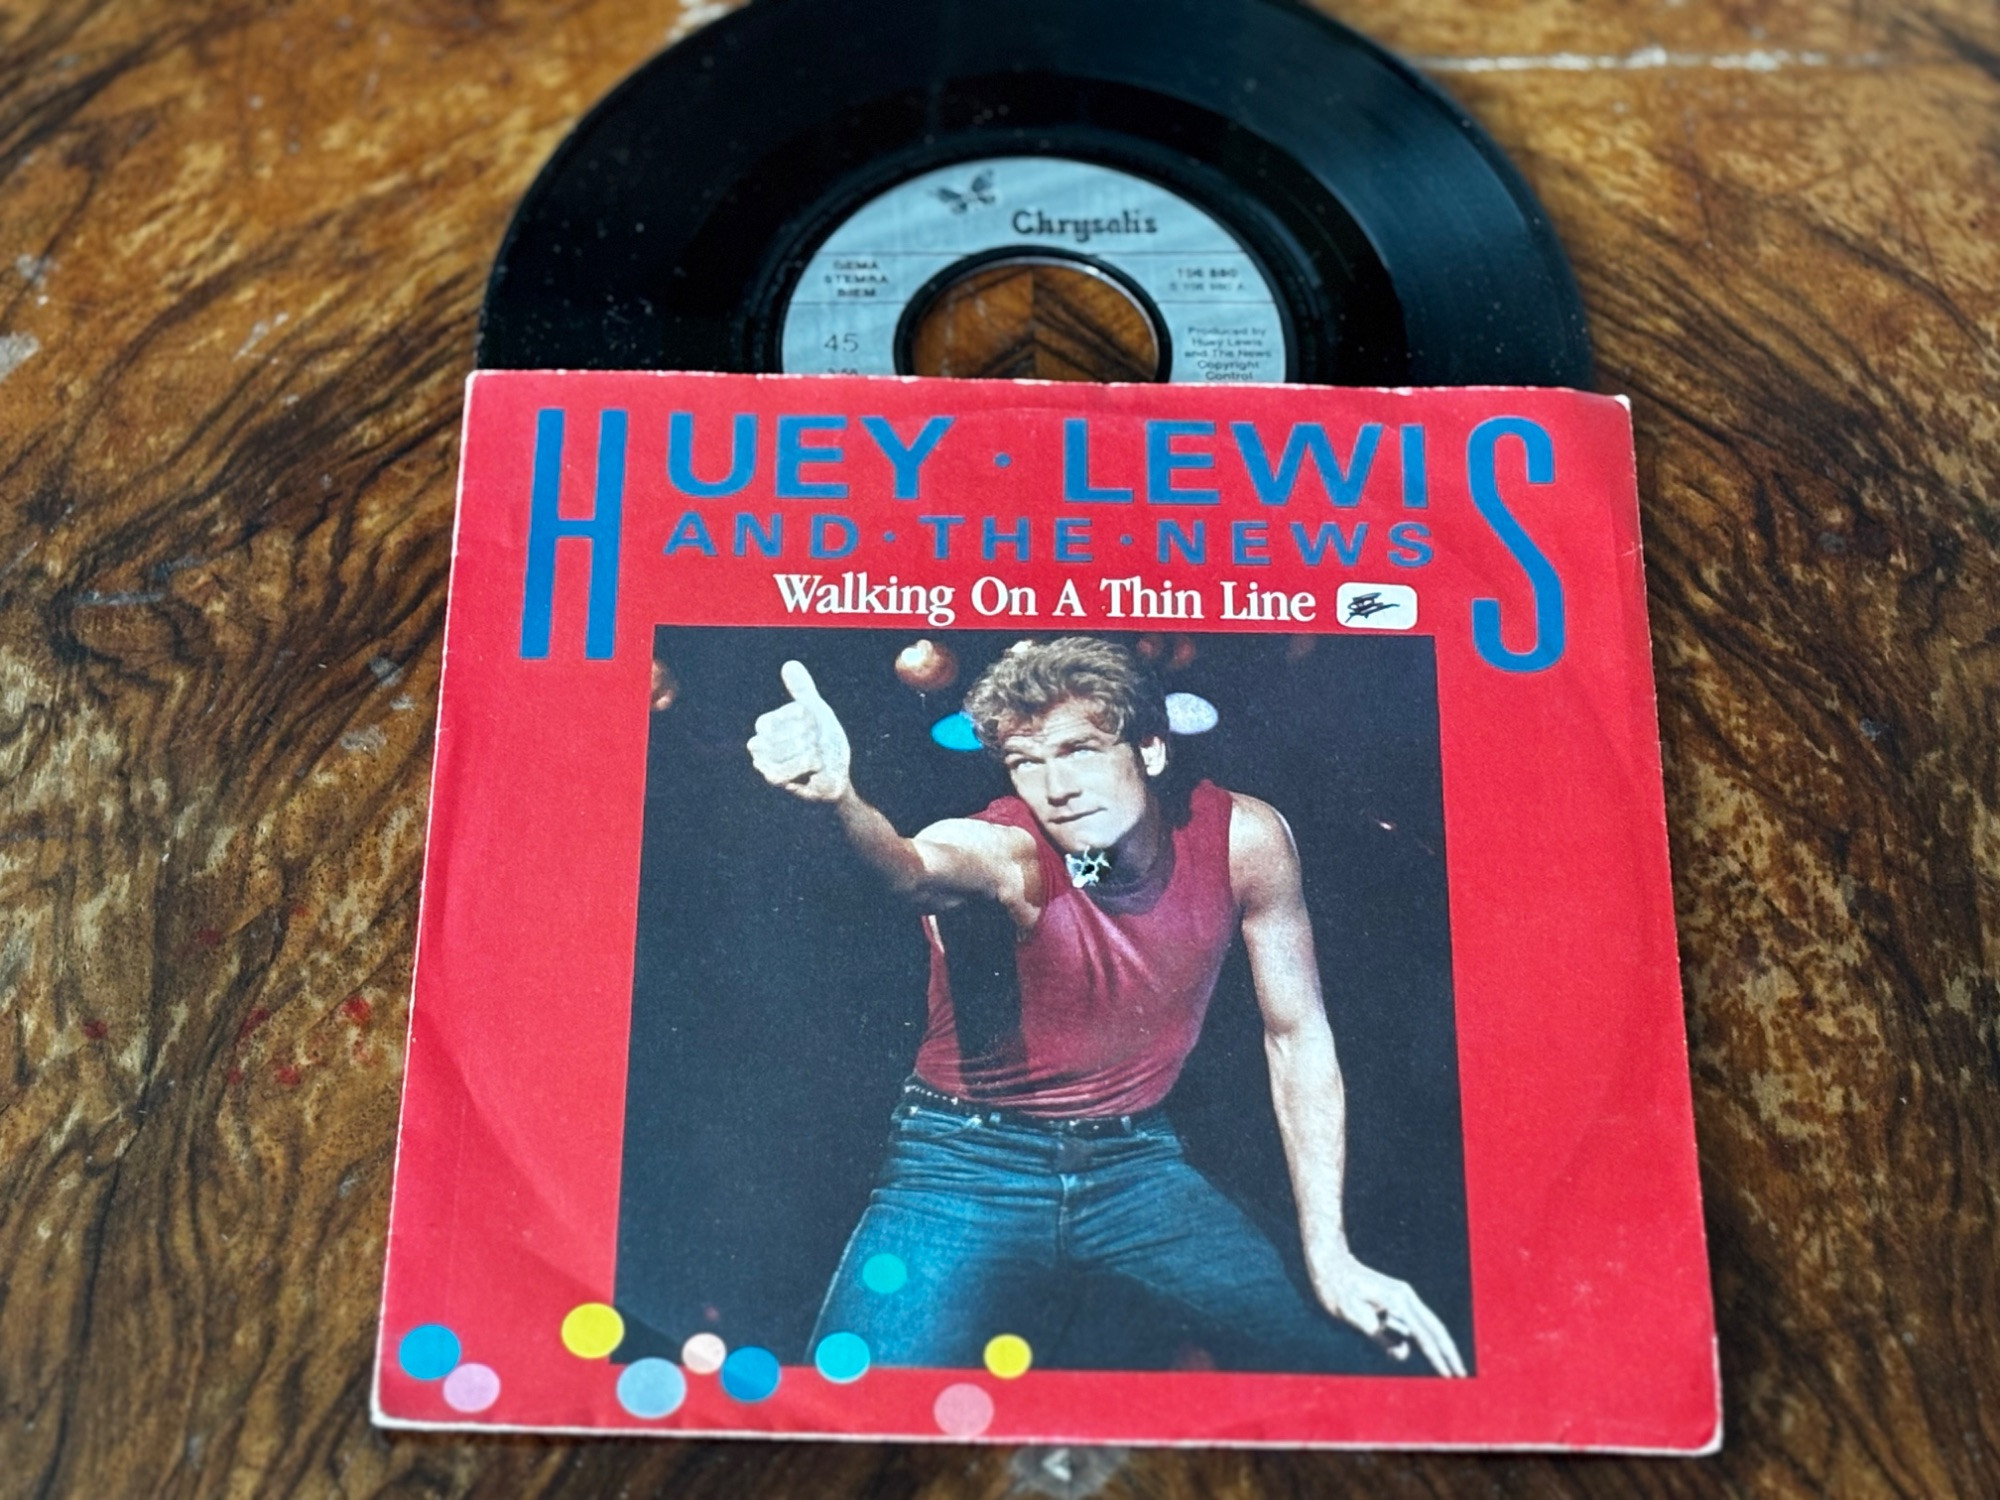 Chrysalis
GEMA
STEMRA
BIEM
45
Produced by
Huey Lewis
and The News
Copyright
Control
HUEY · LEWIS
AND · THE · NEWS
Walking On A Thin Line